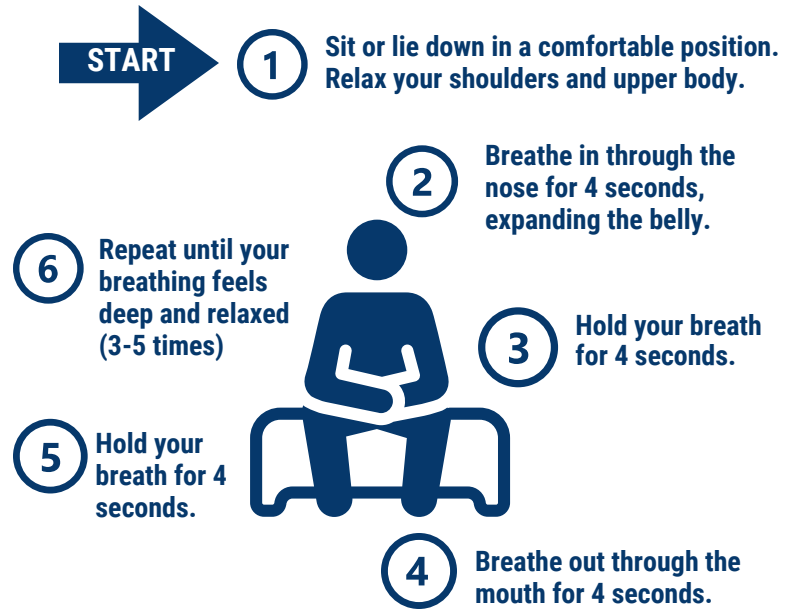 START
1
Sit or lie down in a comfortable position.
Relax your shoulders and upper body.
2
Breathe in through the
nose for 4 seconds,
expanding the belly.
3
Hold your breath
for 4 seconds.
4
Breathe out through the
mouth for 4 seconds.
5
Hold your
breath for 4
seconds.
6
Repeat until your
breathing feels
deep and relaxed
(3-5 times)